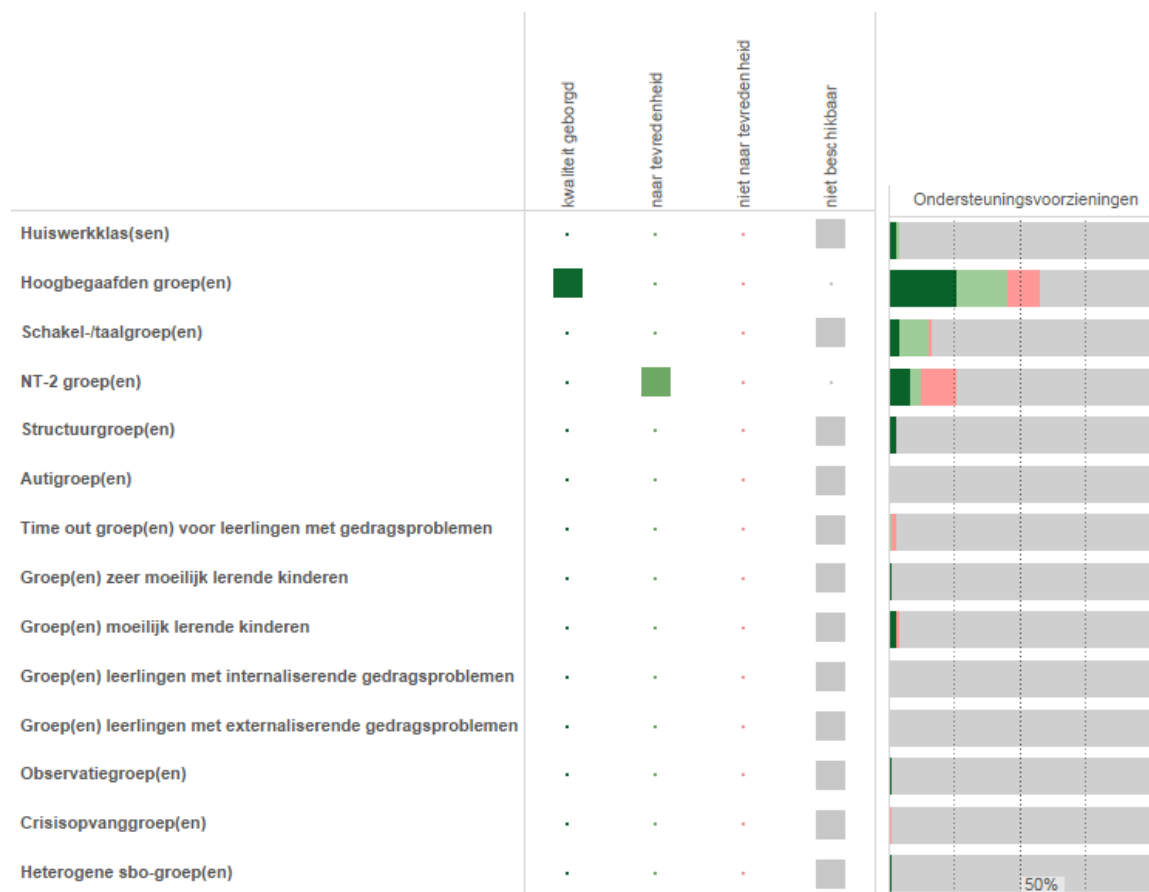 kwaliteit geborgd
naar tevredenheid
niet naar tevredenheid
niet beschikbaar
Ondersteuningsvoorzieningen
Huiswerkklas(sen)
Hoogbegaafden groep(en)
Schakel-/taalgroep(en)
NT-2 groep(en)
Structuurgroep(en)
Autigroep(en)
Time out groep(en) voor leerlingen met gedragsproblemen
Groep(en) zeer moeilijk lerende kinderen
Groep(en) moeilijk lerende kinderen
Groep(en) leerlingen met internaliserende gedragsproblemen
Groep(en) leerlingen met externaliserende gedragsproblemen
Observatiegroep(en)
Crisisopvanggroep(en)
Heterogene sbo-groep(en)
50%